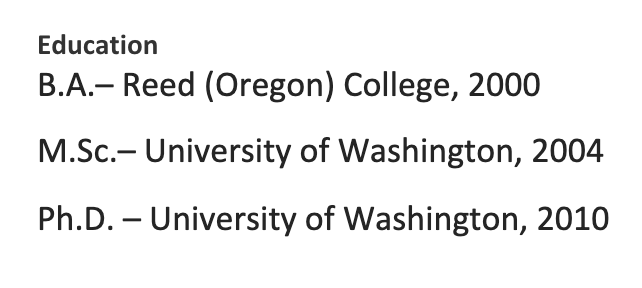 Education
B.A.– Reed (Oregon) College, 2000
M.Sc.– University of Washington, 2004
Ph.D. – University of Washington, 2010